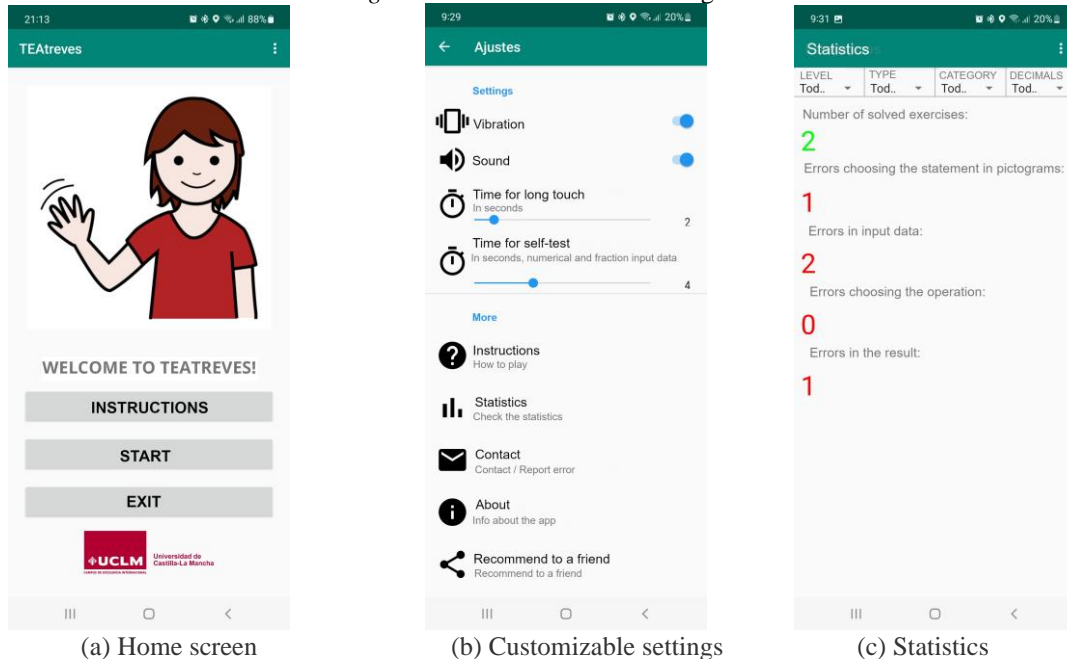 21:13
88%
TEAtreves
WELCOME TO TEATREVES!
INSTRUCTIONS
START
EXIT
UCLM
Universidad de
Castilla-La Mancha
CAMPUS DE EXCELENCIA INTERNACIONAL
(a) Home screen
9:29
20%
Ajustes
Settings
Vibration
Sound
Time for long touch
In seconds
2
Time for self-test
In seconds, numerical and fraction input data
4
More
Instructions
How to play
Statistics
Check the statistics
Contact
Contact / Report error
About
Info about the app
Recommend to a friend
Recommend to a friend
(b) Customizable settings
9:31
20%
Statistics
LEVEL TYPE CATEGORY DECIMALS
Tod.. Tod.. Tod.. Tod..
Number of solved exercises:
2
Errors choosing the statement in pictograms:
1
Errors in input data:
2
Errors choosing the operation:
0
Errors in the result:
1
(c) Statistics